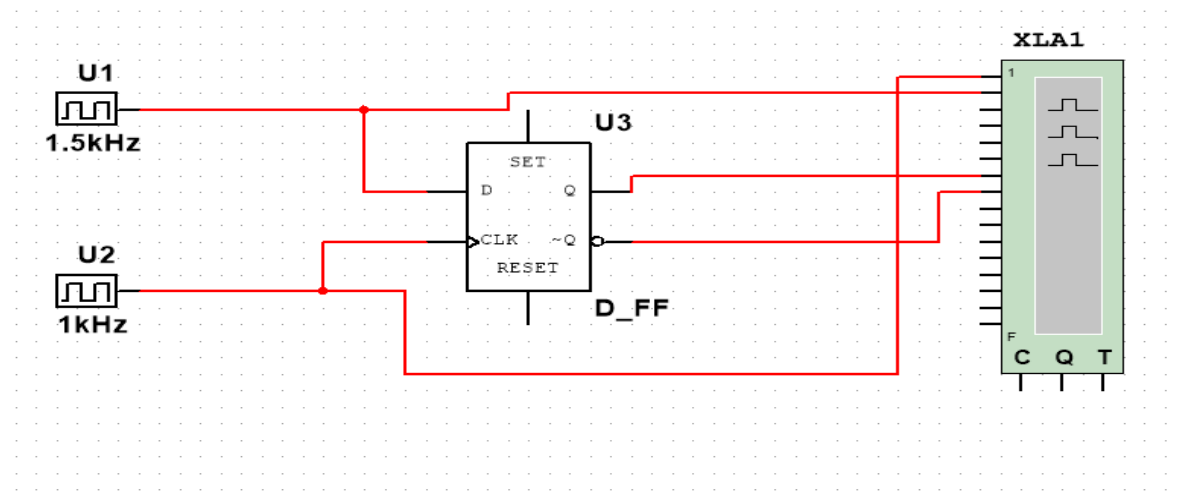 XLA1
U1
1.5kHz
1
U3
SET
D Q
CLK ~Q
RESET
U2
1kHz
D_FF
F
C Q T